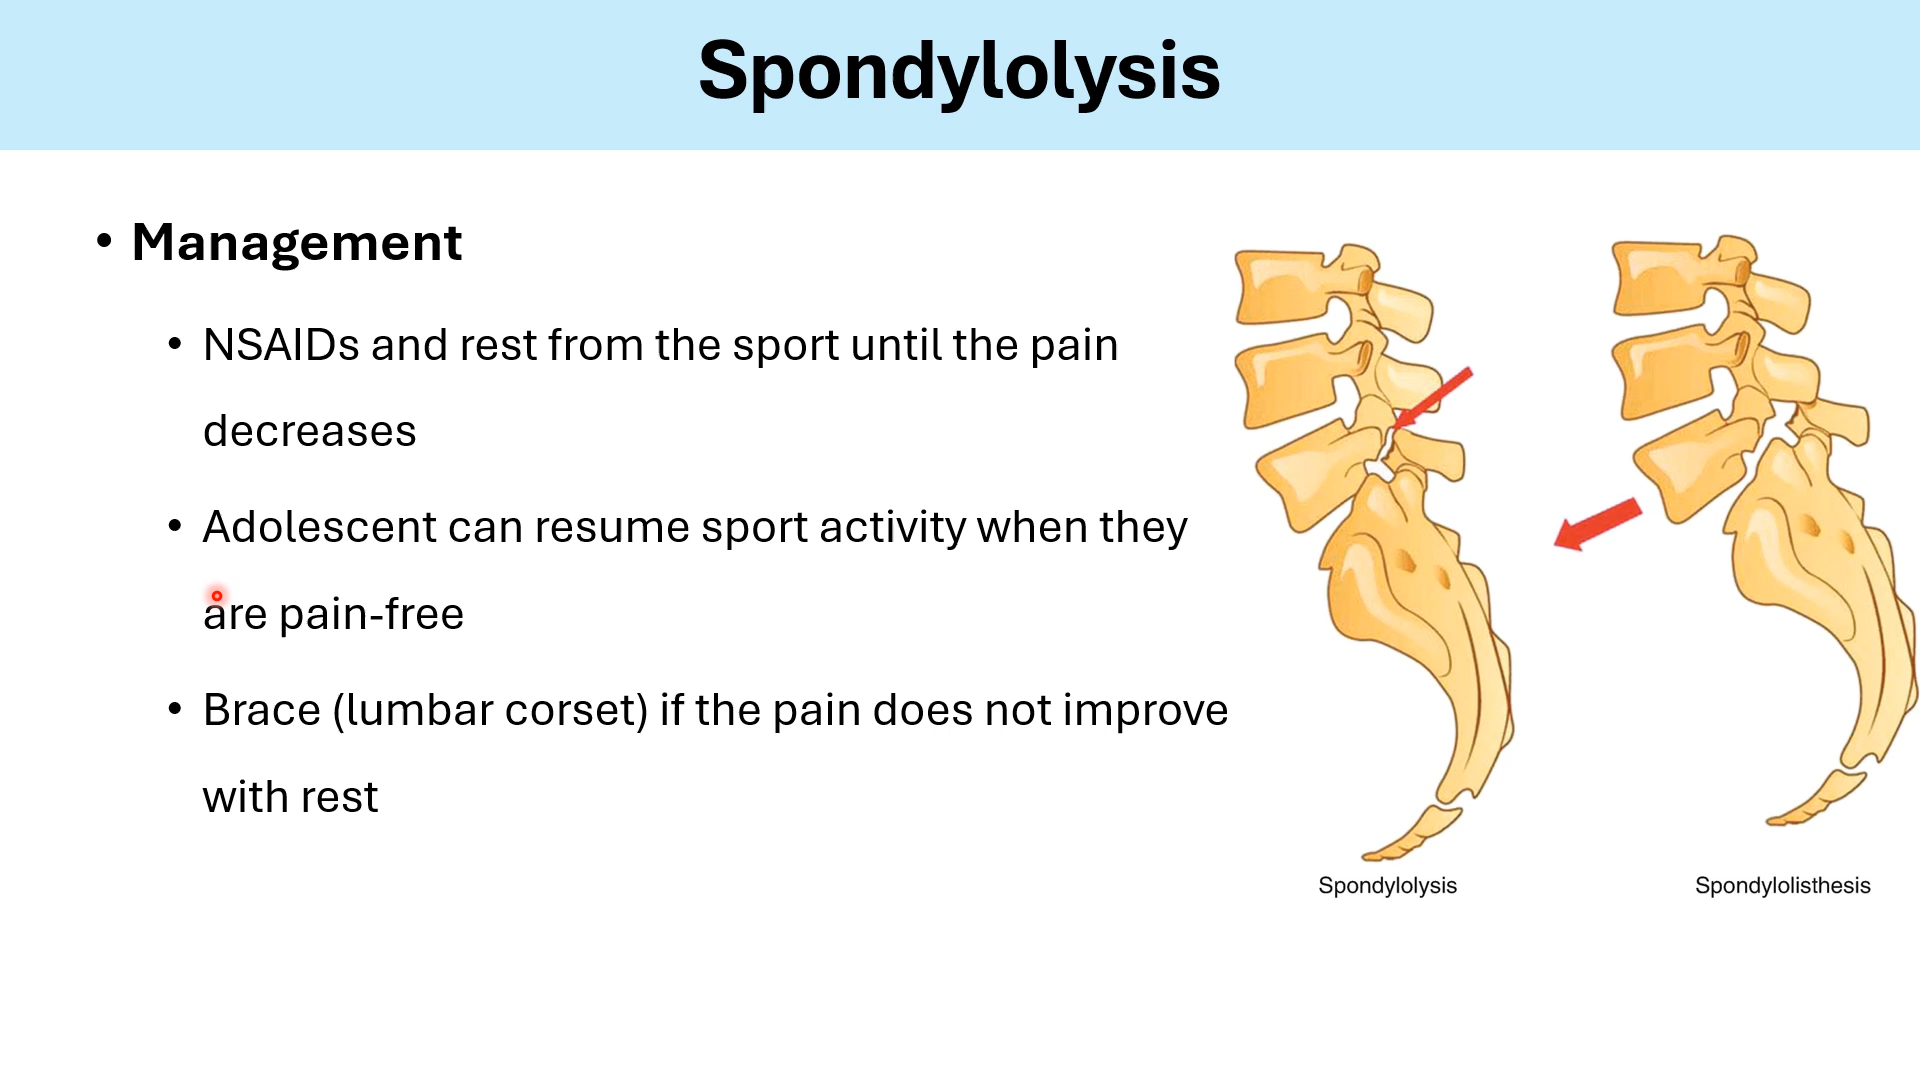 Spondylolysis
• Management
• NSAIDs and rest from the sport until the pain
decreases
• Adolescent can resume sport activity when they
are pain-free
• Brace (lumbar corset) if the pain does not improve
with rest
Spondylolysis
Spondylolisthesis